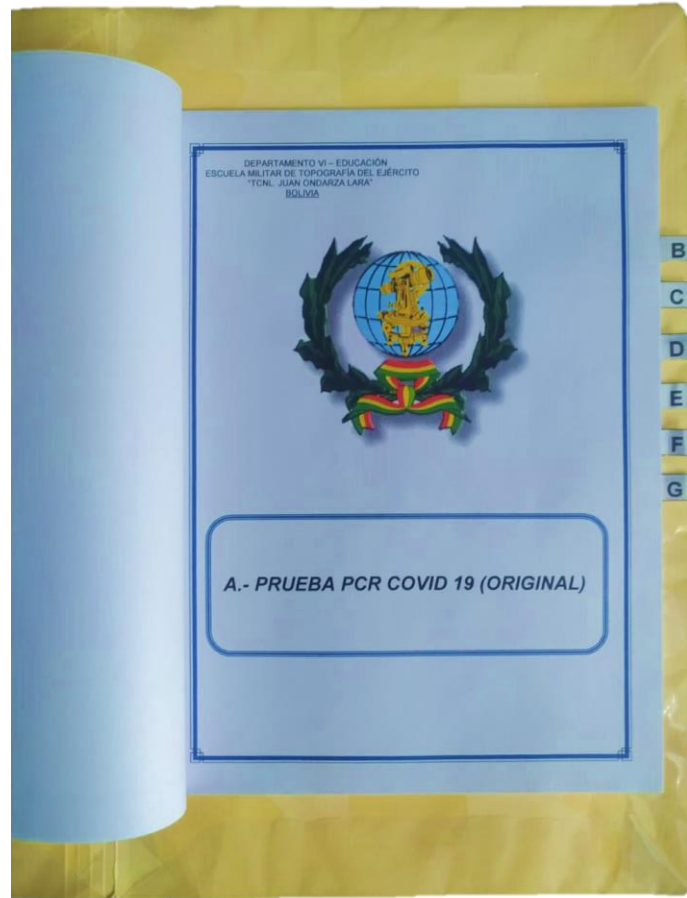 DEPARTAMENTO VI – EDUCACIÓN
ESCUELA MILITAR DE TOPOGRAFÍA DEL EJÉRCITO
"TCNL. JUAN ONDARZA LARA"
BOLIVIA
A.- PRUEBA PCR COVID 19 (ORIGINAL)
B
C
D
E
F
G